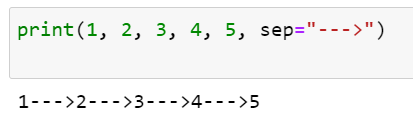 print(1, 2, 3, 4, 5, sep="--->")
1--->2--->3--->4--->5